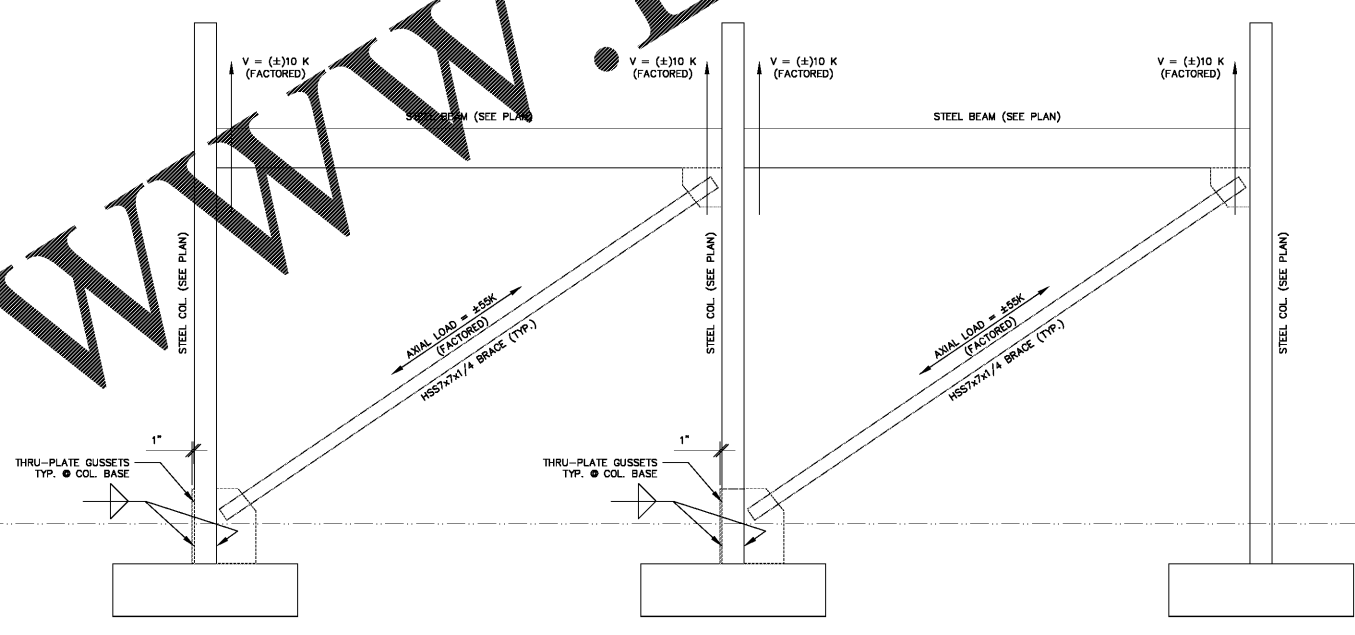 WWW.
V = (±)10 K
(FACTORED)
V = (±)10 K
(FACTORED)
V = (±)10 K
(FACTORED)
V = (±)10 K
(FACTORED)
STEEL BEAM (SEE PLAN)
STEEL BEAM (SEE PLAN)
STEEL COL. (SEE PLAN)
AXIAL LOAD = ±55K
(FACTORED)
HSS7x7x1/4 BRACE (TYP.)
STEEL COL. (SEE PLAN)
AXIAL LOAD = ±55K
(FACTORED)
HSS7x7x1/4 BRACE (TYP.)
STEEL COL. (SEE PLAN)
1"
THRU-PLATE GUSSETS
TYP. @ COL. BASE
1"
THRU-PLATE GUSSETS
TYP. @ COL. BASE